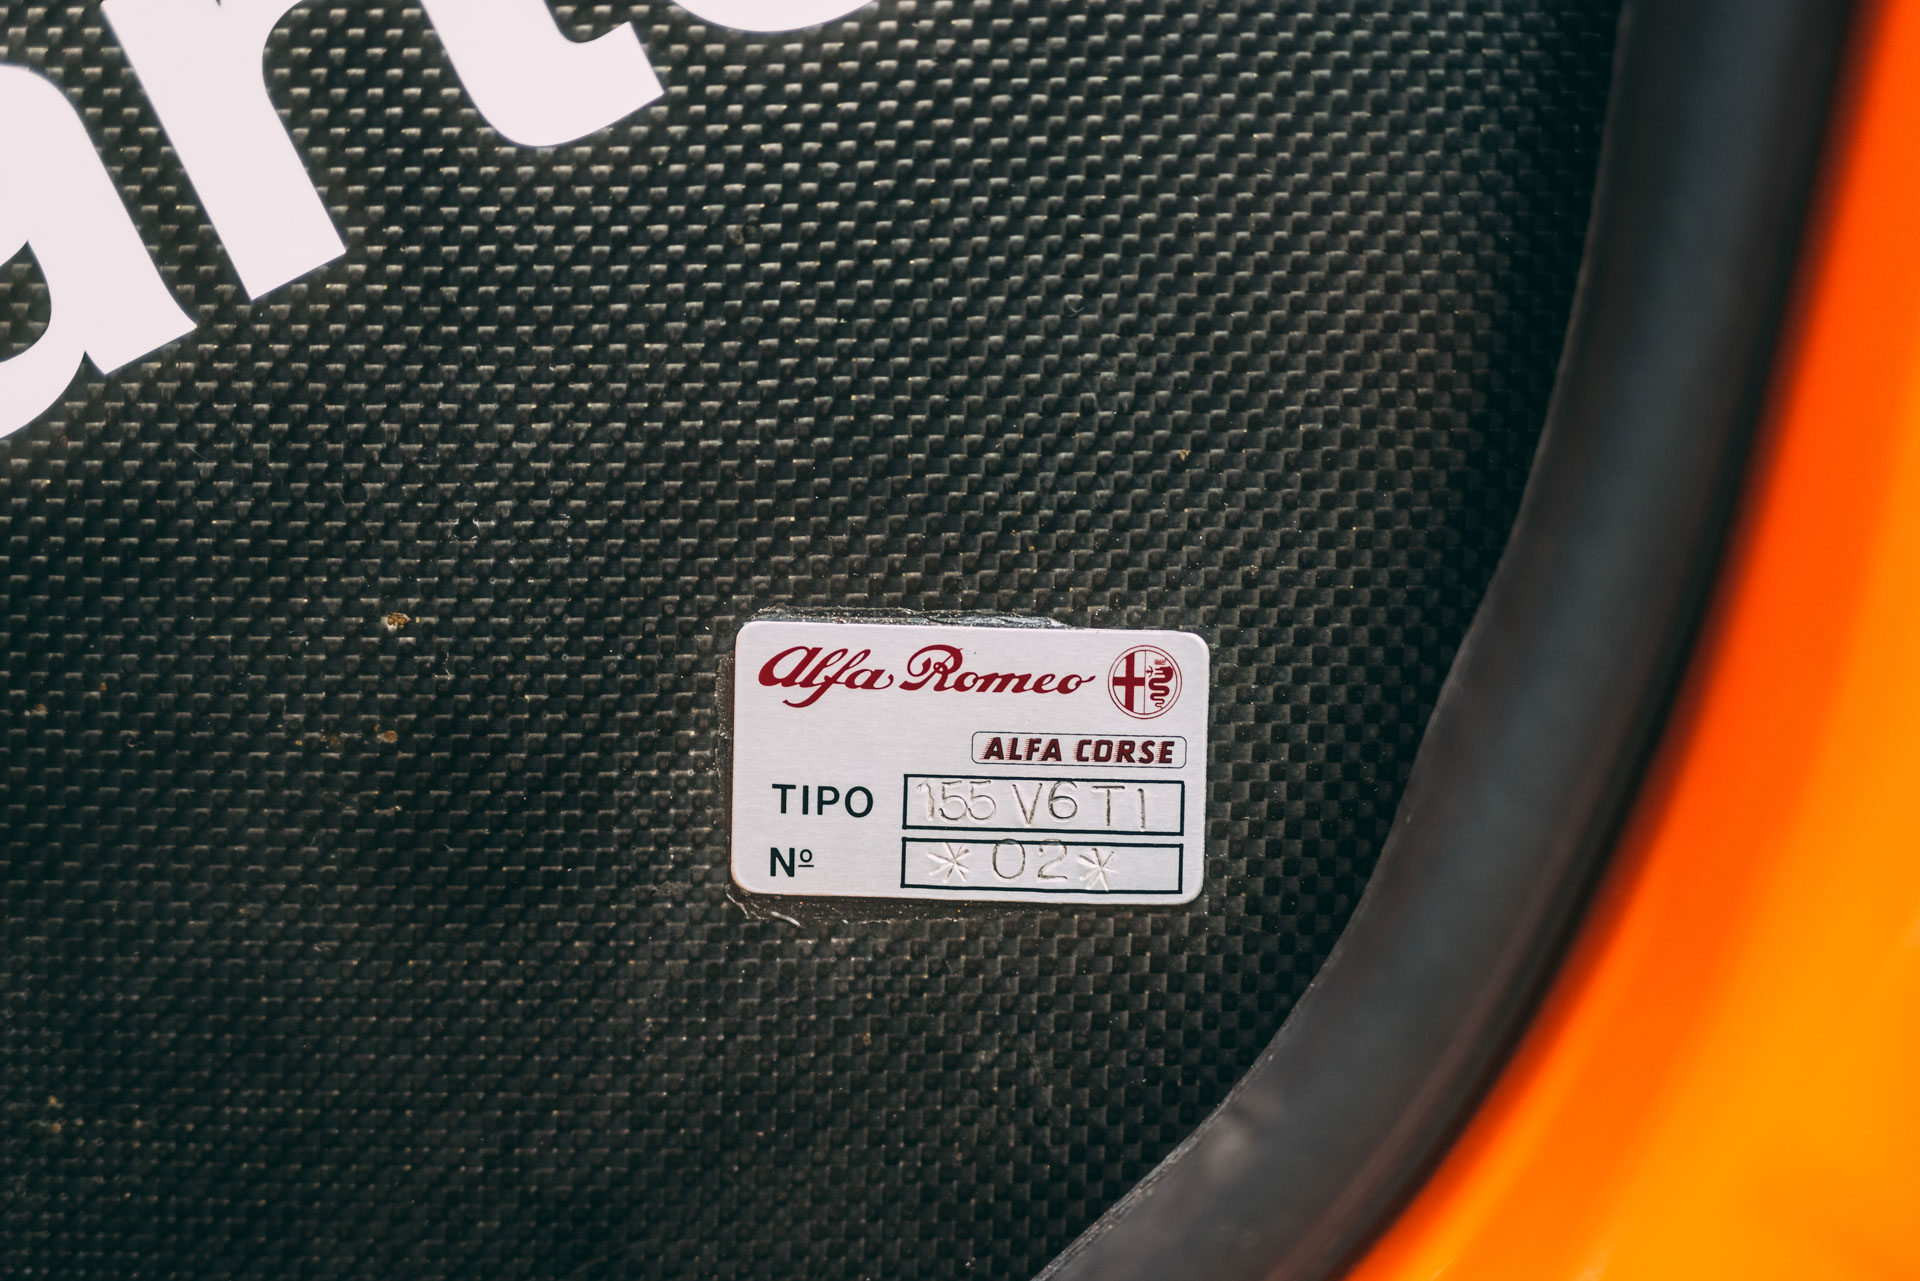 Alfa Romeo
ALFA CORSE
TIPO 155 V6 TI
Nº *02*